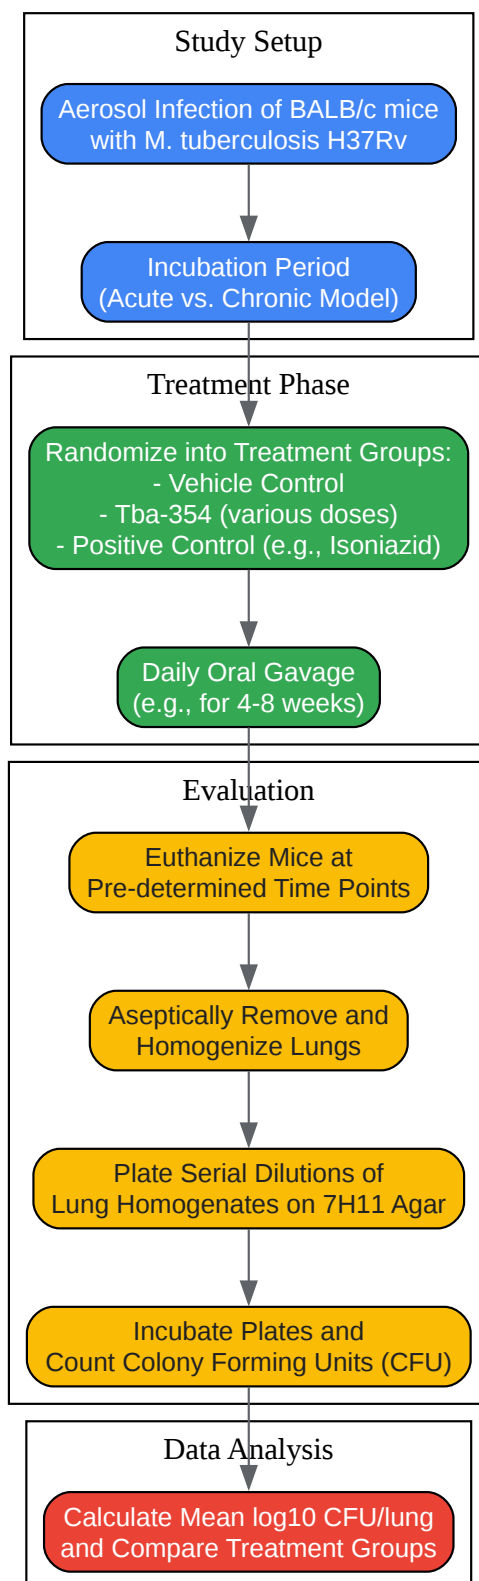 Study Setup
Aerosol Infection of BALB/c mice
with M. tuberculosis H37Rv
Incubation Period
(Acute vs. Chronic Model)
Treatment Phase
Randomize into Treatment Groups:
- Vehicle Control
- Tba-354 (various doses)
- Positive Control (e.g., Isoniazid)
Daily Oral Gavage
(e.g., for 4-8 weeks)
Evaluation
Euthanize Mice at
Pre-determined Time Points
Aseptically Remove and
Homogenize Lungs
Plate Serial Dilutions of
Lung Homogenates on 7H11 Agar
Incubate Plates and
Count Colony Forming Units (CFU)
Data Analysis
Calculate Mean log10 CFU/lung
and Compare Treatment Groups